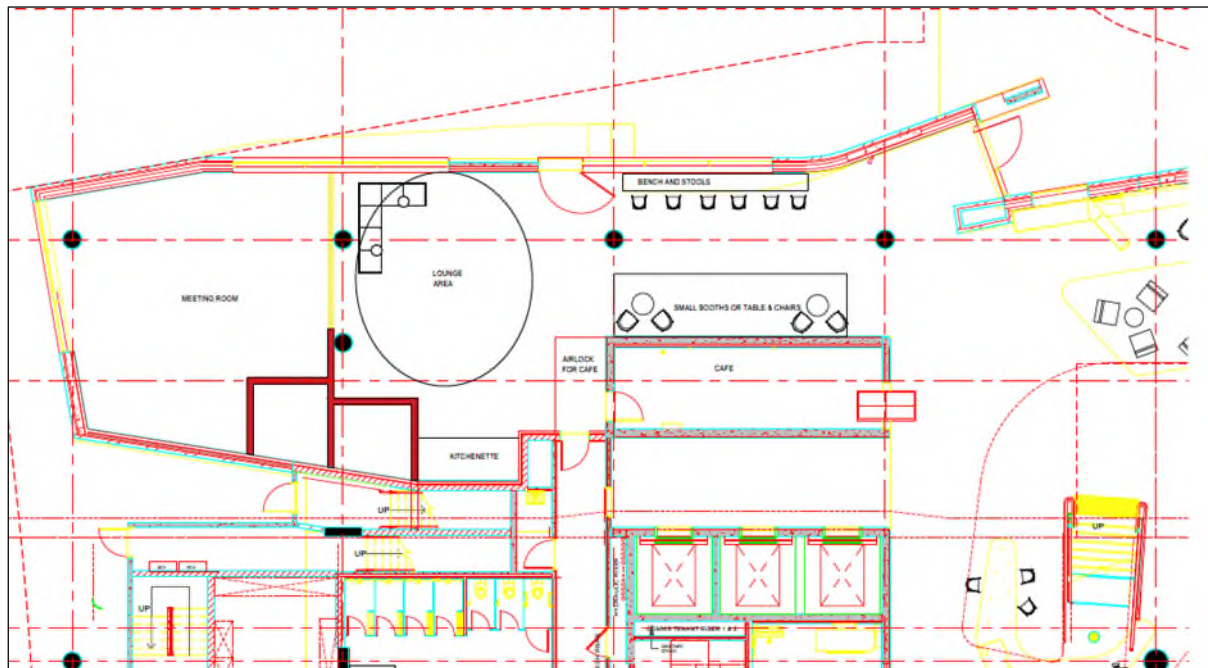 BENCH AND STOOLS
LOUNGE
AREA
MEETING ROOM
SMALL BOOTHS OR TABLE & CHAIRS
AIRLOCK
FOR CAFE
CAFE
KITCHENETTE
UP
UP
UP
UP